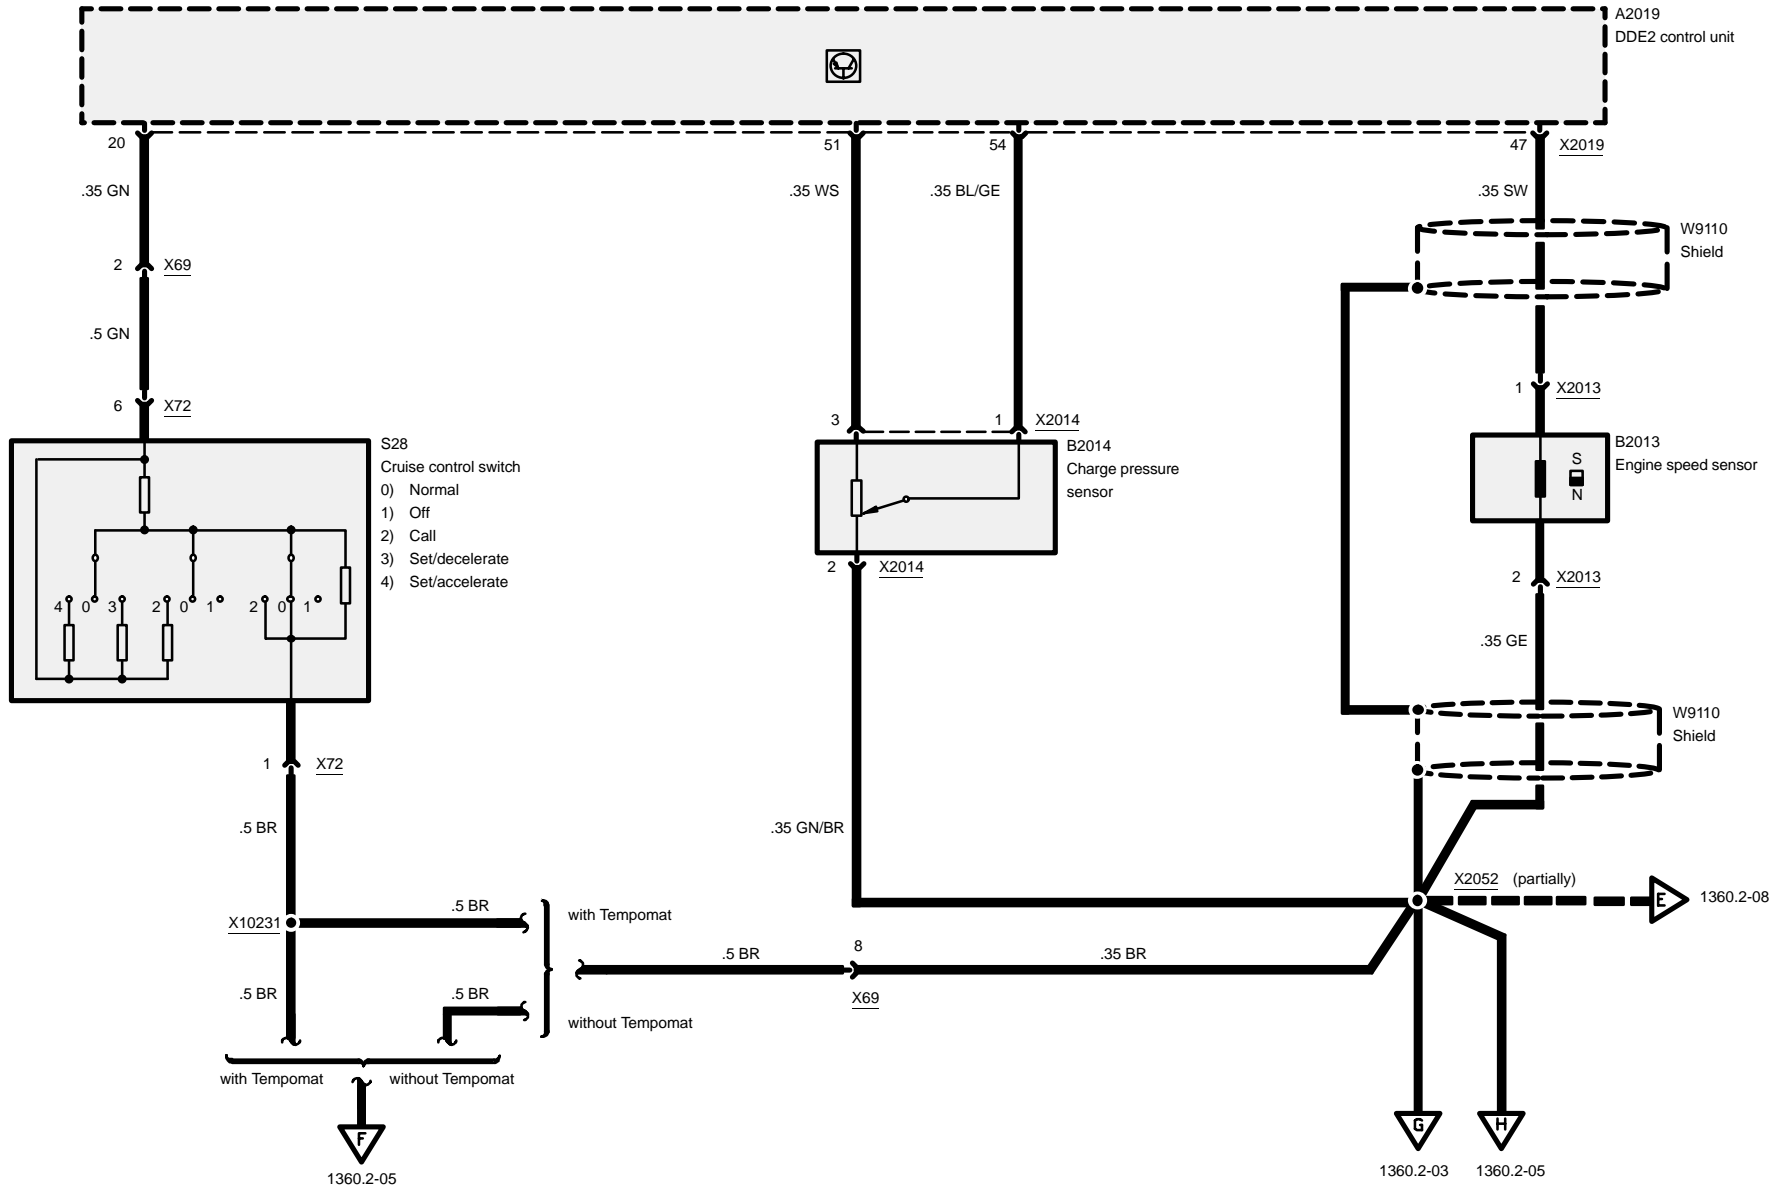 A2019
DDE2 control unit
20
51
54
47
X2019
.35 GN
.35 WS
.35 BL/GE
.35 SW
W9110
Shield
2
X69
.5 GN
6
X72
1
X2013
3
1
X2014
S28
Cruise control switch
0) Normal
1) Off
2) Call
3) Set/decelerate
4) Set/accelerate
B2014
Charge pressure
sensor
B2013
Engine speed sensor
S
N
2
X2014
2
X2013
4 0 3 2 0 1 2 0 1
.35 GE
W9110
Shield
1
X72
.5 BR
.35 GN/BR
X2052 (partially)
E
1360.2-08
X10231
.5 BR
with Tempomat
.5 BR
8
.35 BR
X69
.5 BR
.5 BR
without Tempomat
with Tempomat
without Tempomat
F
1360.2-05
G
H
1360.2-03
1360.2-05